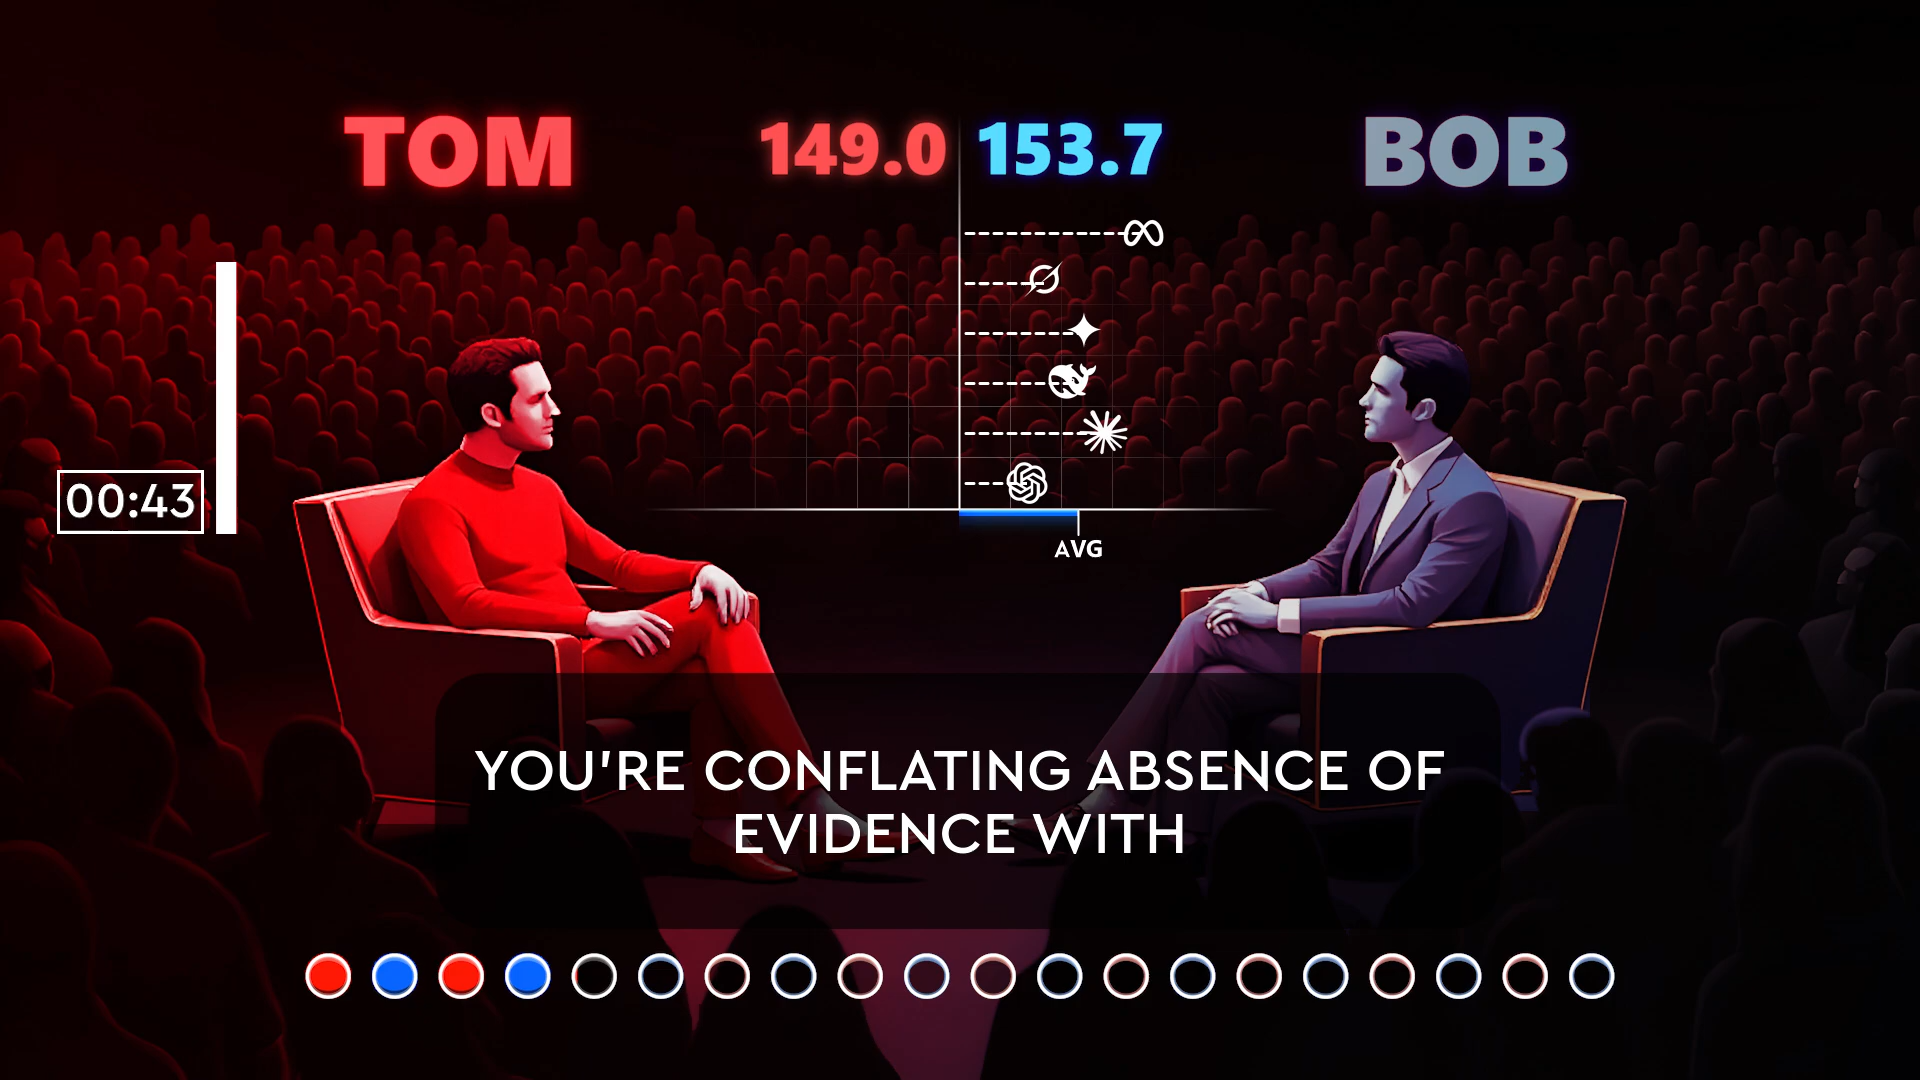 TOM
149.0
153.7
BOB
00:43
AVG
YOU'RE CONFLATING ABSENCE OF
EVIDENCE WITH